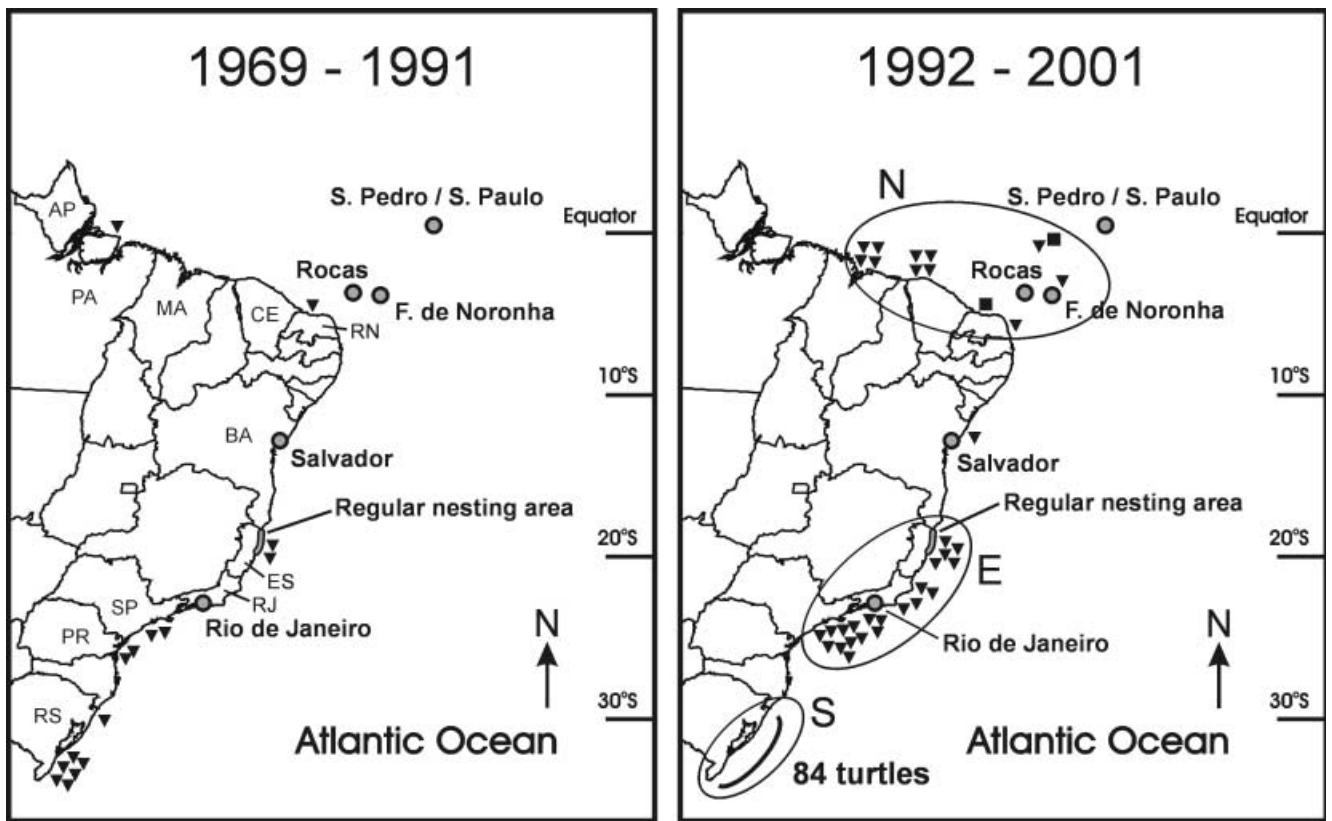 1969 - 1991
S. Pedro / S. Paulo
AP
Rocas
F. de Noronha
PA
MA
CE
RN
10°S
BA
Salvador
Regular nesting area
20°S
ES
RJ
SP
Rio de Janeiro
PR
N
30°S
RS
Atlantic Ocean
Equator
1992 - 2001
N
S. Pedro / S. Paulo
Equator
Rocas
F. de Noronha
10°S
Salvador
Regular nesting area
20°S
E
Rio de Janeiro
N
30°S
S
Atlantic Ocean
84 turtles